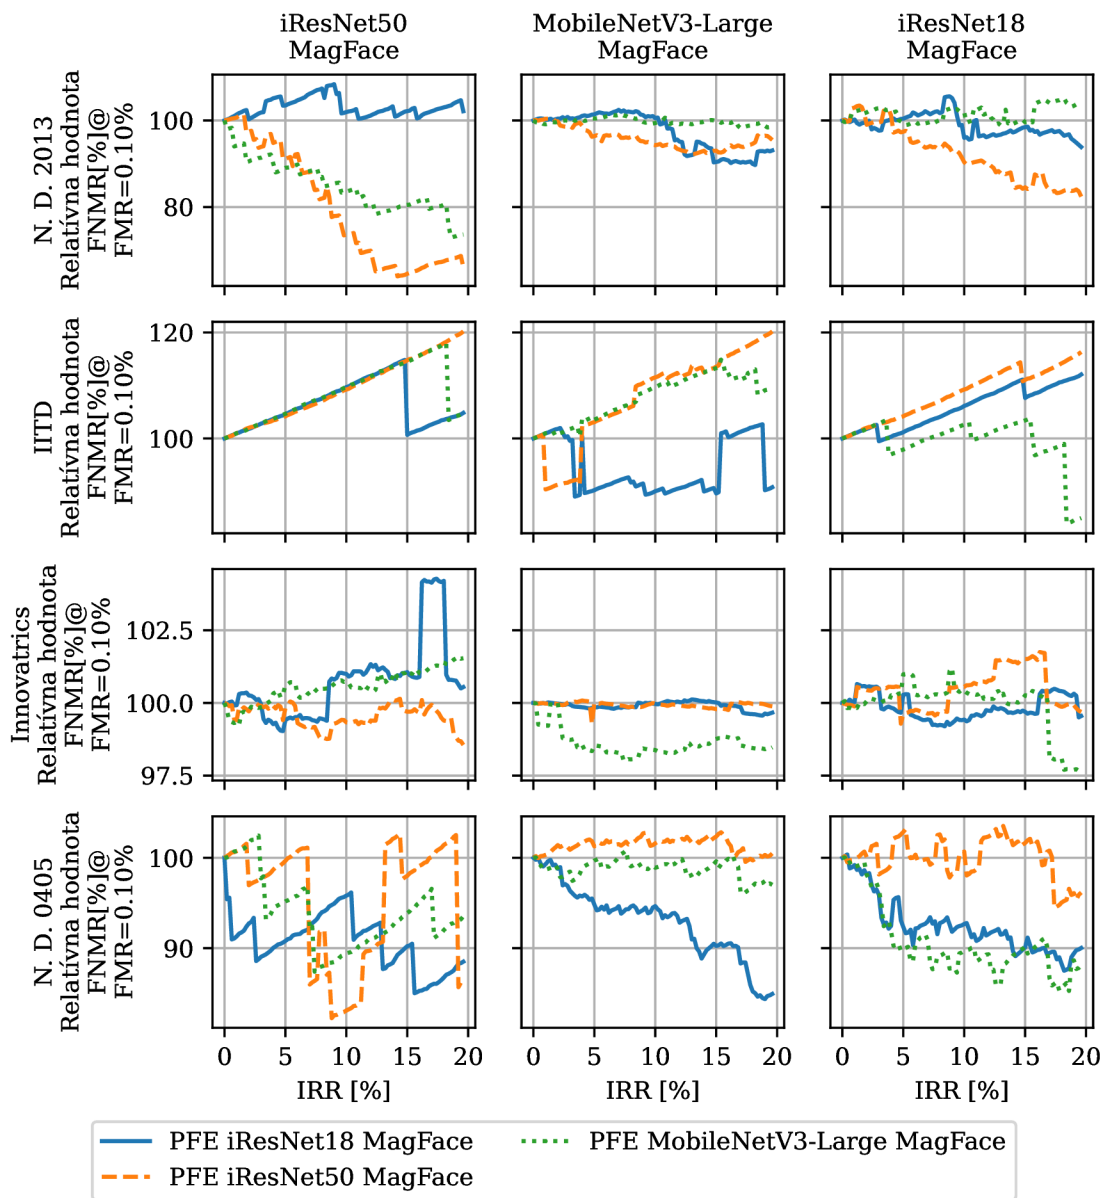 iResNet50
MagFace
MobileNetV3-Large
MagFace
iResNet18
MagFace
N. D. 2013
Relatívna hodnota
FNMR[%]@
FMR=0.10%
100
80
IITD
Relatívna hodnota
FNMR[%]@
FMR=0.10%
120
100
Innovatrics
Relatívna hodnota
FNMR[%]@
FMR=0.10%
102.5
100.0
97.5
N. D. 0405
Relatívna hodnota
FNMR[%]@
FMR=0.10%
100
90
0 5 10 15 20
0 5 10 15 20
0 5 10 15 20
IRR [%]
IRR [%]
IRR [%]
PFE iResNet18 MagFace
PFE iResNet50 MagFace
PFE MobileNetV3-Large MagFace